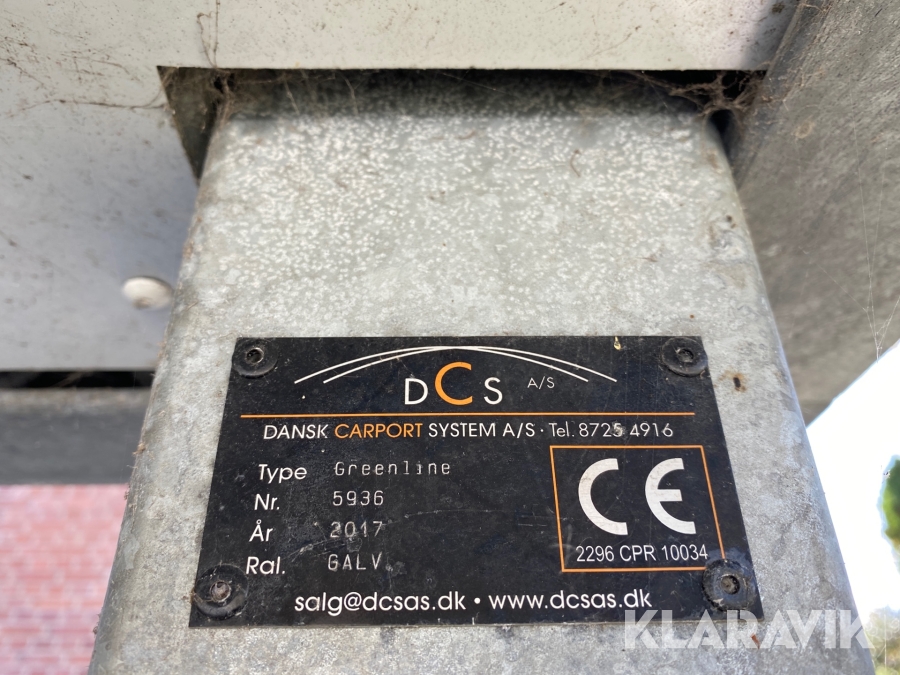 DCS A/S
DANSK CARPORT SYSTEM A/S · Tel. 8725 4916
Type Greenline
Nr. 5936
År 2017
Ral. GALV
CE
2296 CPR 10034
salg@dcsas.dk • www.dcsas.dk
KLARAVIK